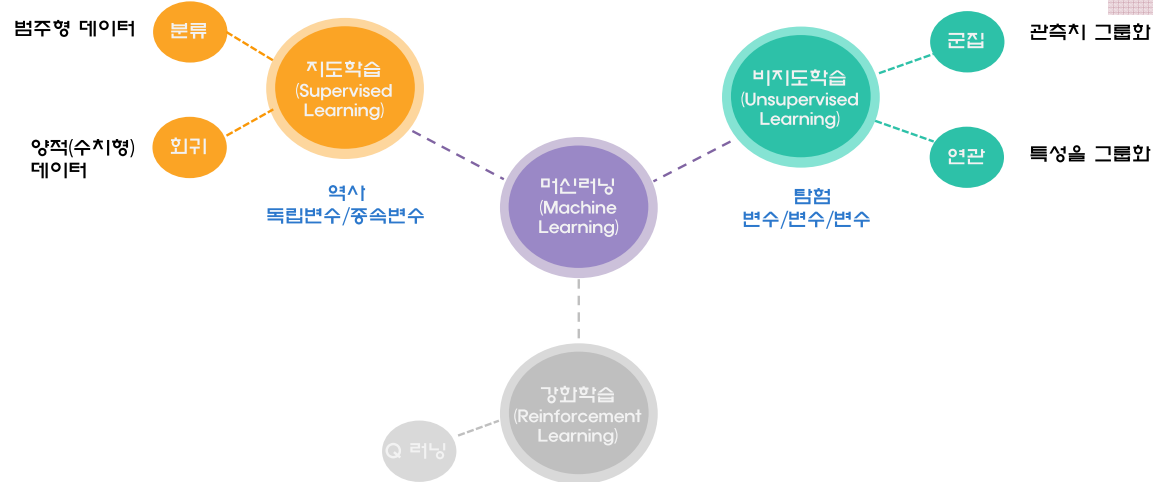 범주형 데이터
분류
지도학습
(Supervised
Learning)
양적(수치형)
데이터
회귀
역사
독립변수/종속변수
머신러닝
(Machine
Learning)
비지도학습
(Unsupervised
Learning)
군집
관측치 그룹화
연관
특성을 그룹화
탐험
변수/변수/변수
강화학습
(Reinforcement
Learning)
Q 러닝